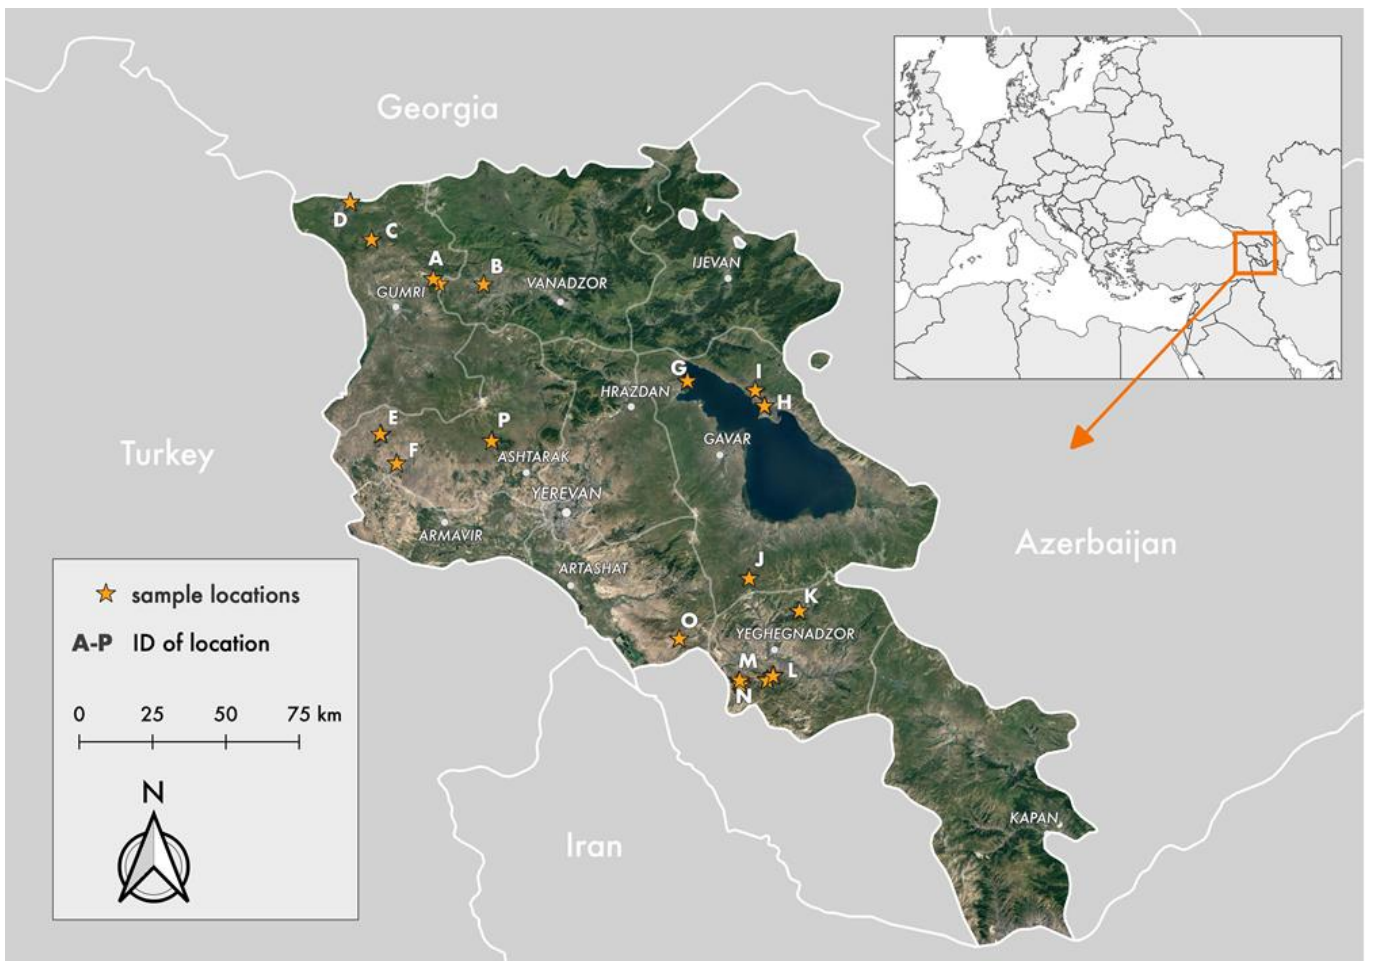 Georgia
D
C
A
B
GUMRI
VANADZOR
IJEVAN
G
I
H
HRAZDAN
E
P
GAVAR
F
ASHTARAK
Turkey
YEREVAN
ARMAVIR
Azerbaijan
ARTASHAT
J
K
O
YEGHEGNADZOR
M
L
N
KAPAN
Iran
sample locations
A-P ID of location
0 25 50 75 km
N